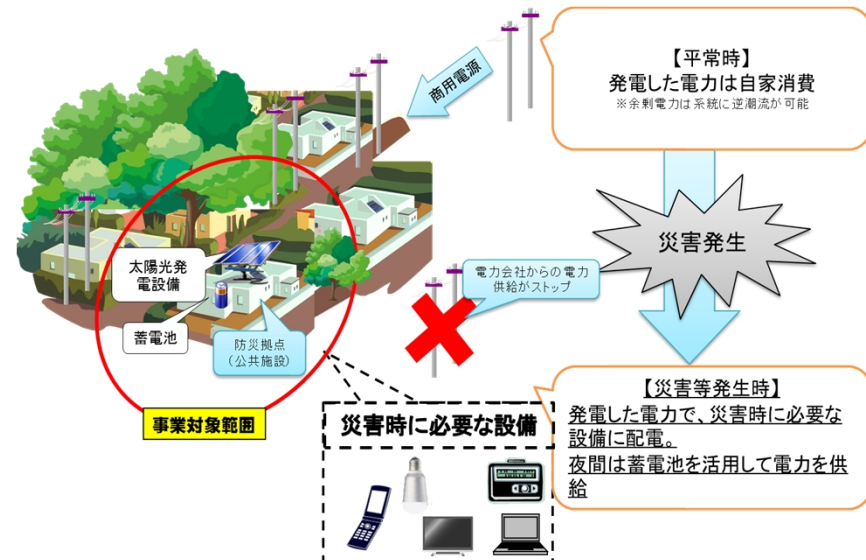 商用電源
【平常時】
発電した電力は自家消費
※余剰電力は系統に逆潮流が可能
災害発生
太陽光発
電設備
蓄電池
防災拠点
（公共施設）
電力会社からの電力
供給がストップ
事業対象範囲
災害時に必要な設備
【災害等発生時】
発電した電力で、災害時に必要な
設備に配電。
夜間は蓄電池を活用して電力を供
給